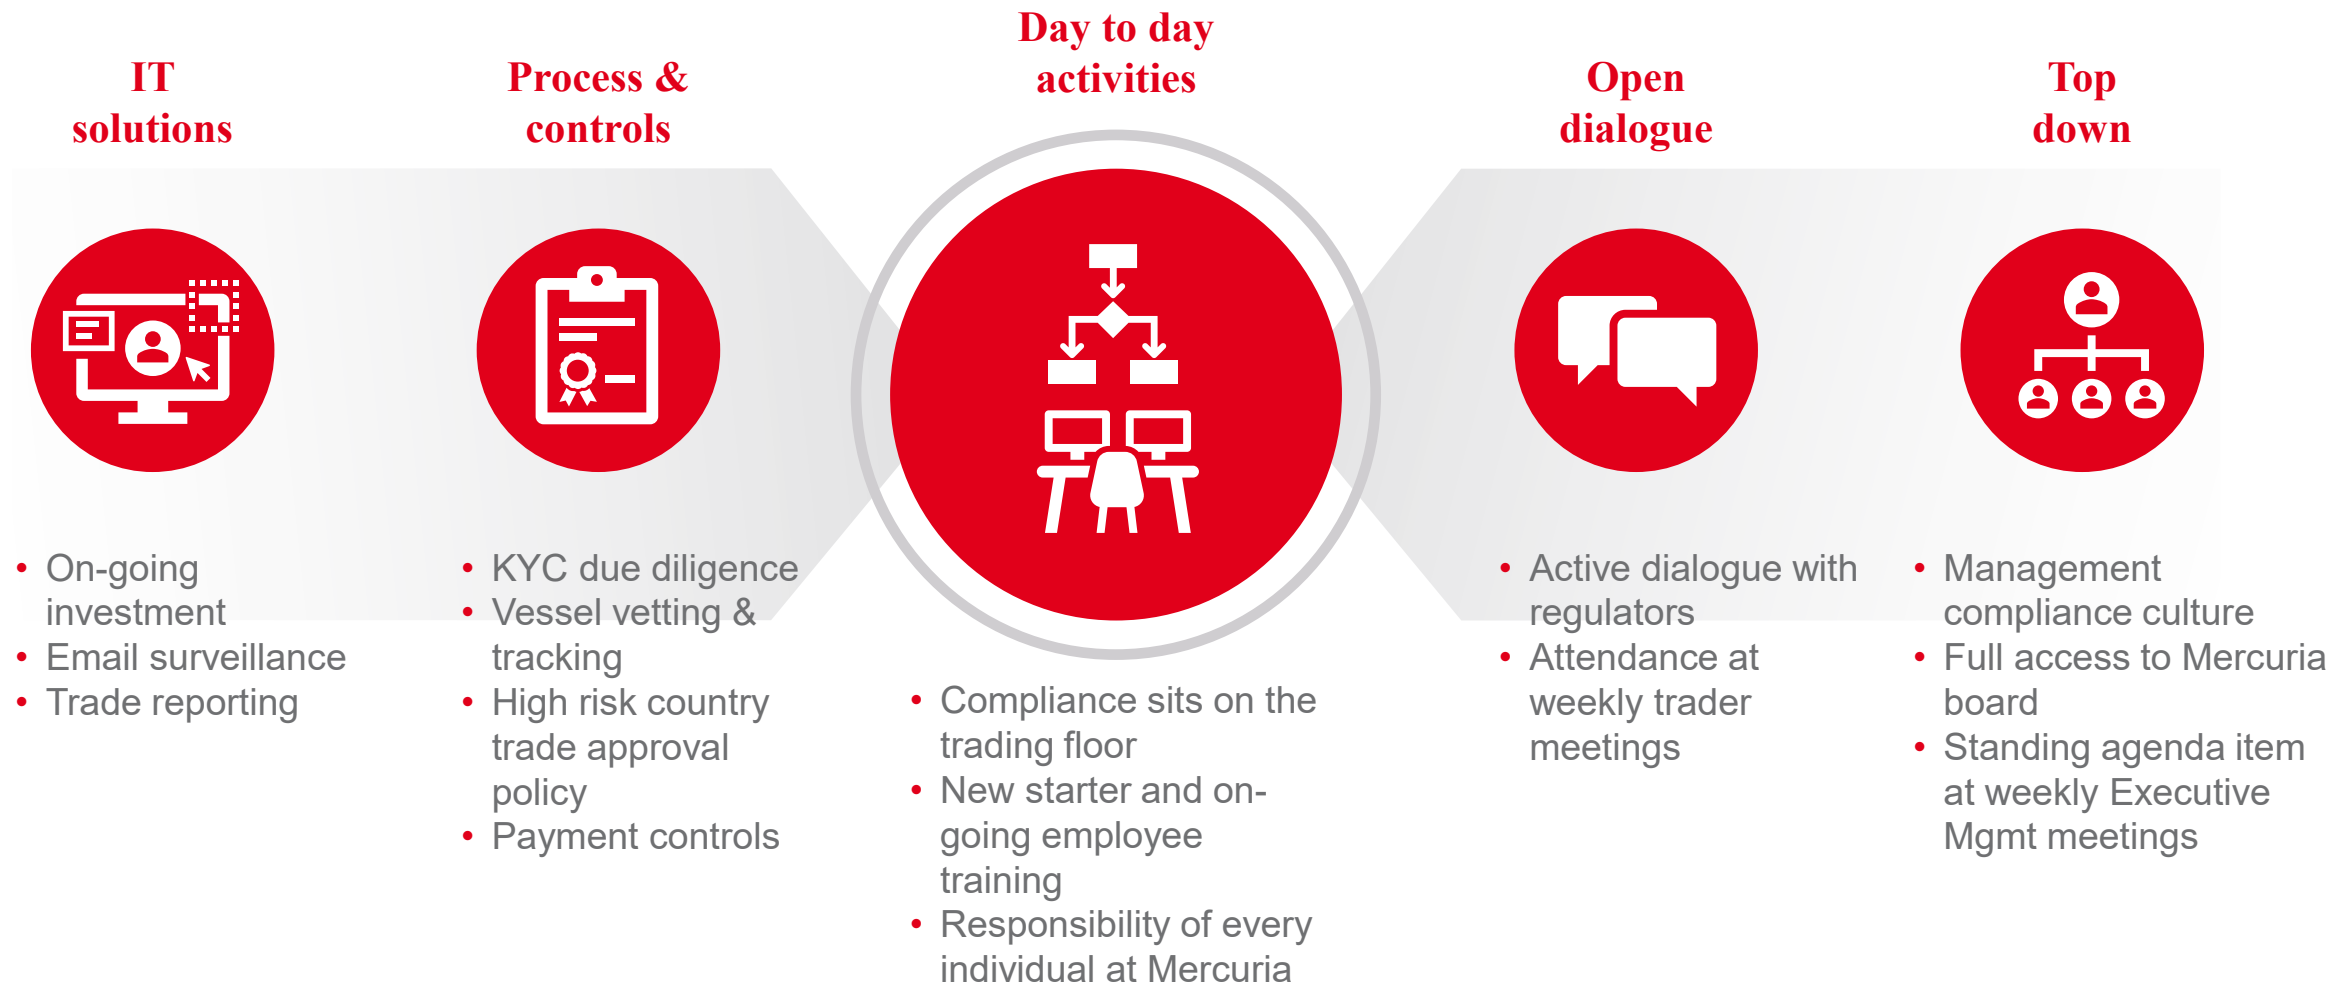 IT
solutions
• On-going
investment
• Email surveillance
• Trade reporting
Process &
controls
• KYC due diligence
• Vessel vetting &
tracking
• High risk country
trade approval
policy
• Payment controls
Day to day
activities
• Compliance sits on the
trading floor
• New starter and on-
going employee
training
• Responsibility of every
individual at Mercuria
Open
dialogue
• Active dialogue with
regulators
• Attendance at
weekly trader
meetings
Top
down
• Management
compliance culture
• Full access to Mercuria
board
• Standing agenda item
at weekly Executive
Mgmt meetings